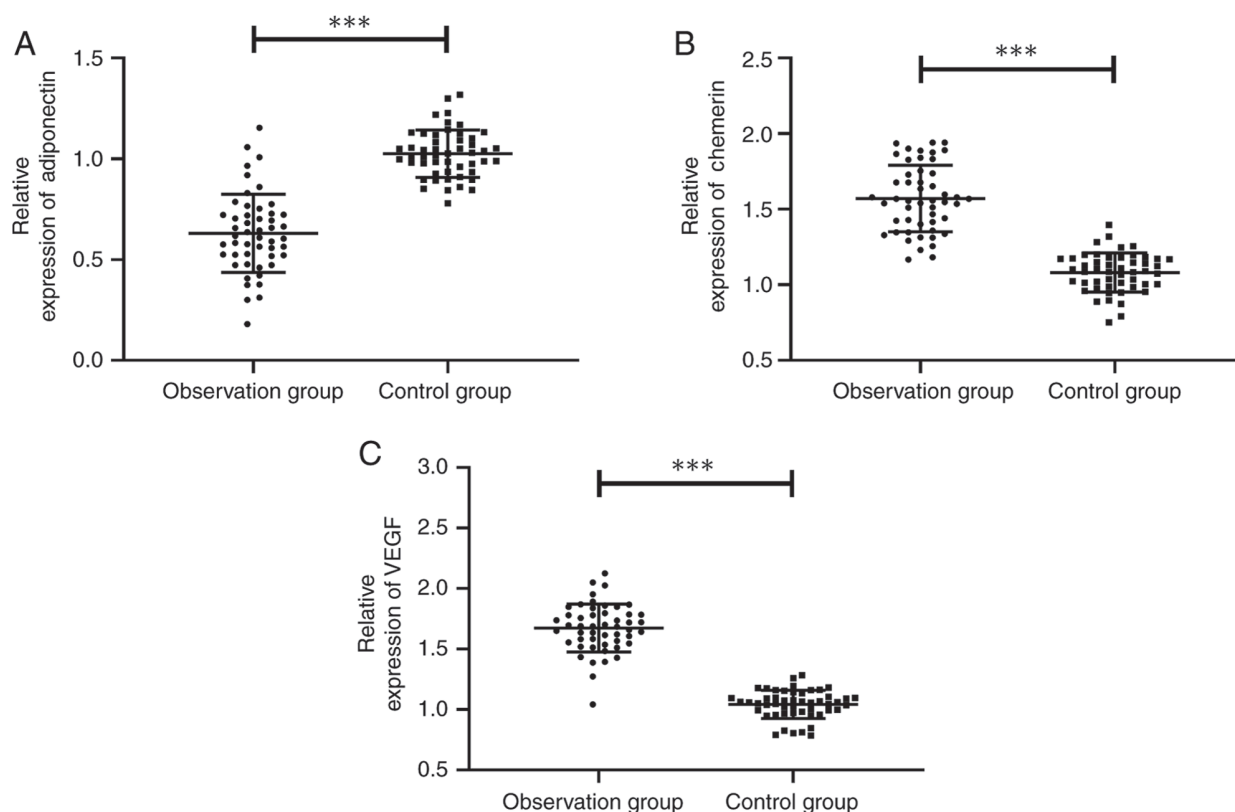 A
***
1.5
1.0
0.5
0.0
Relative
expression of adiponectin
Observation group
Control group
B
***
2.5
2.0
1.5
1.0
0.5
Relative
expression of chemerin
Observation group
Control group
C
***
3.0
2.5
2.0
1.5
1.0
0.5
Relative
expression of VEGF
Observation group
Control group